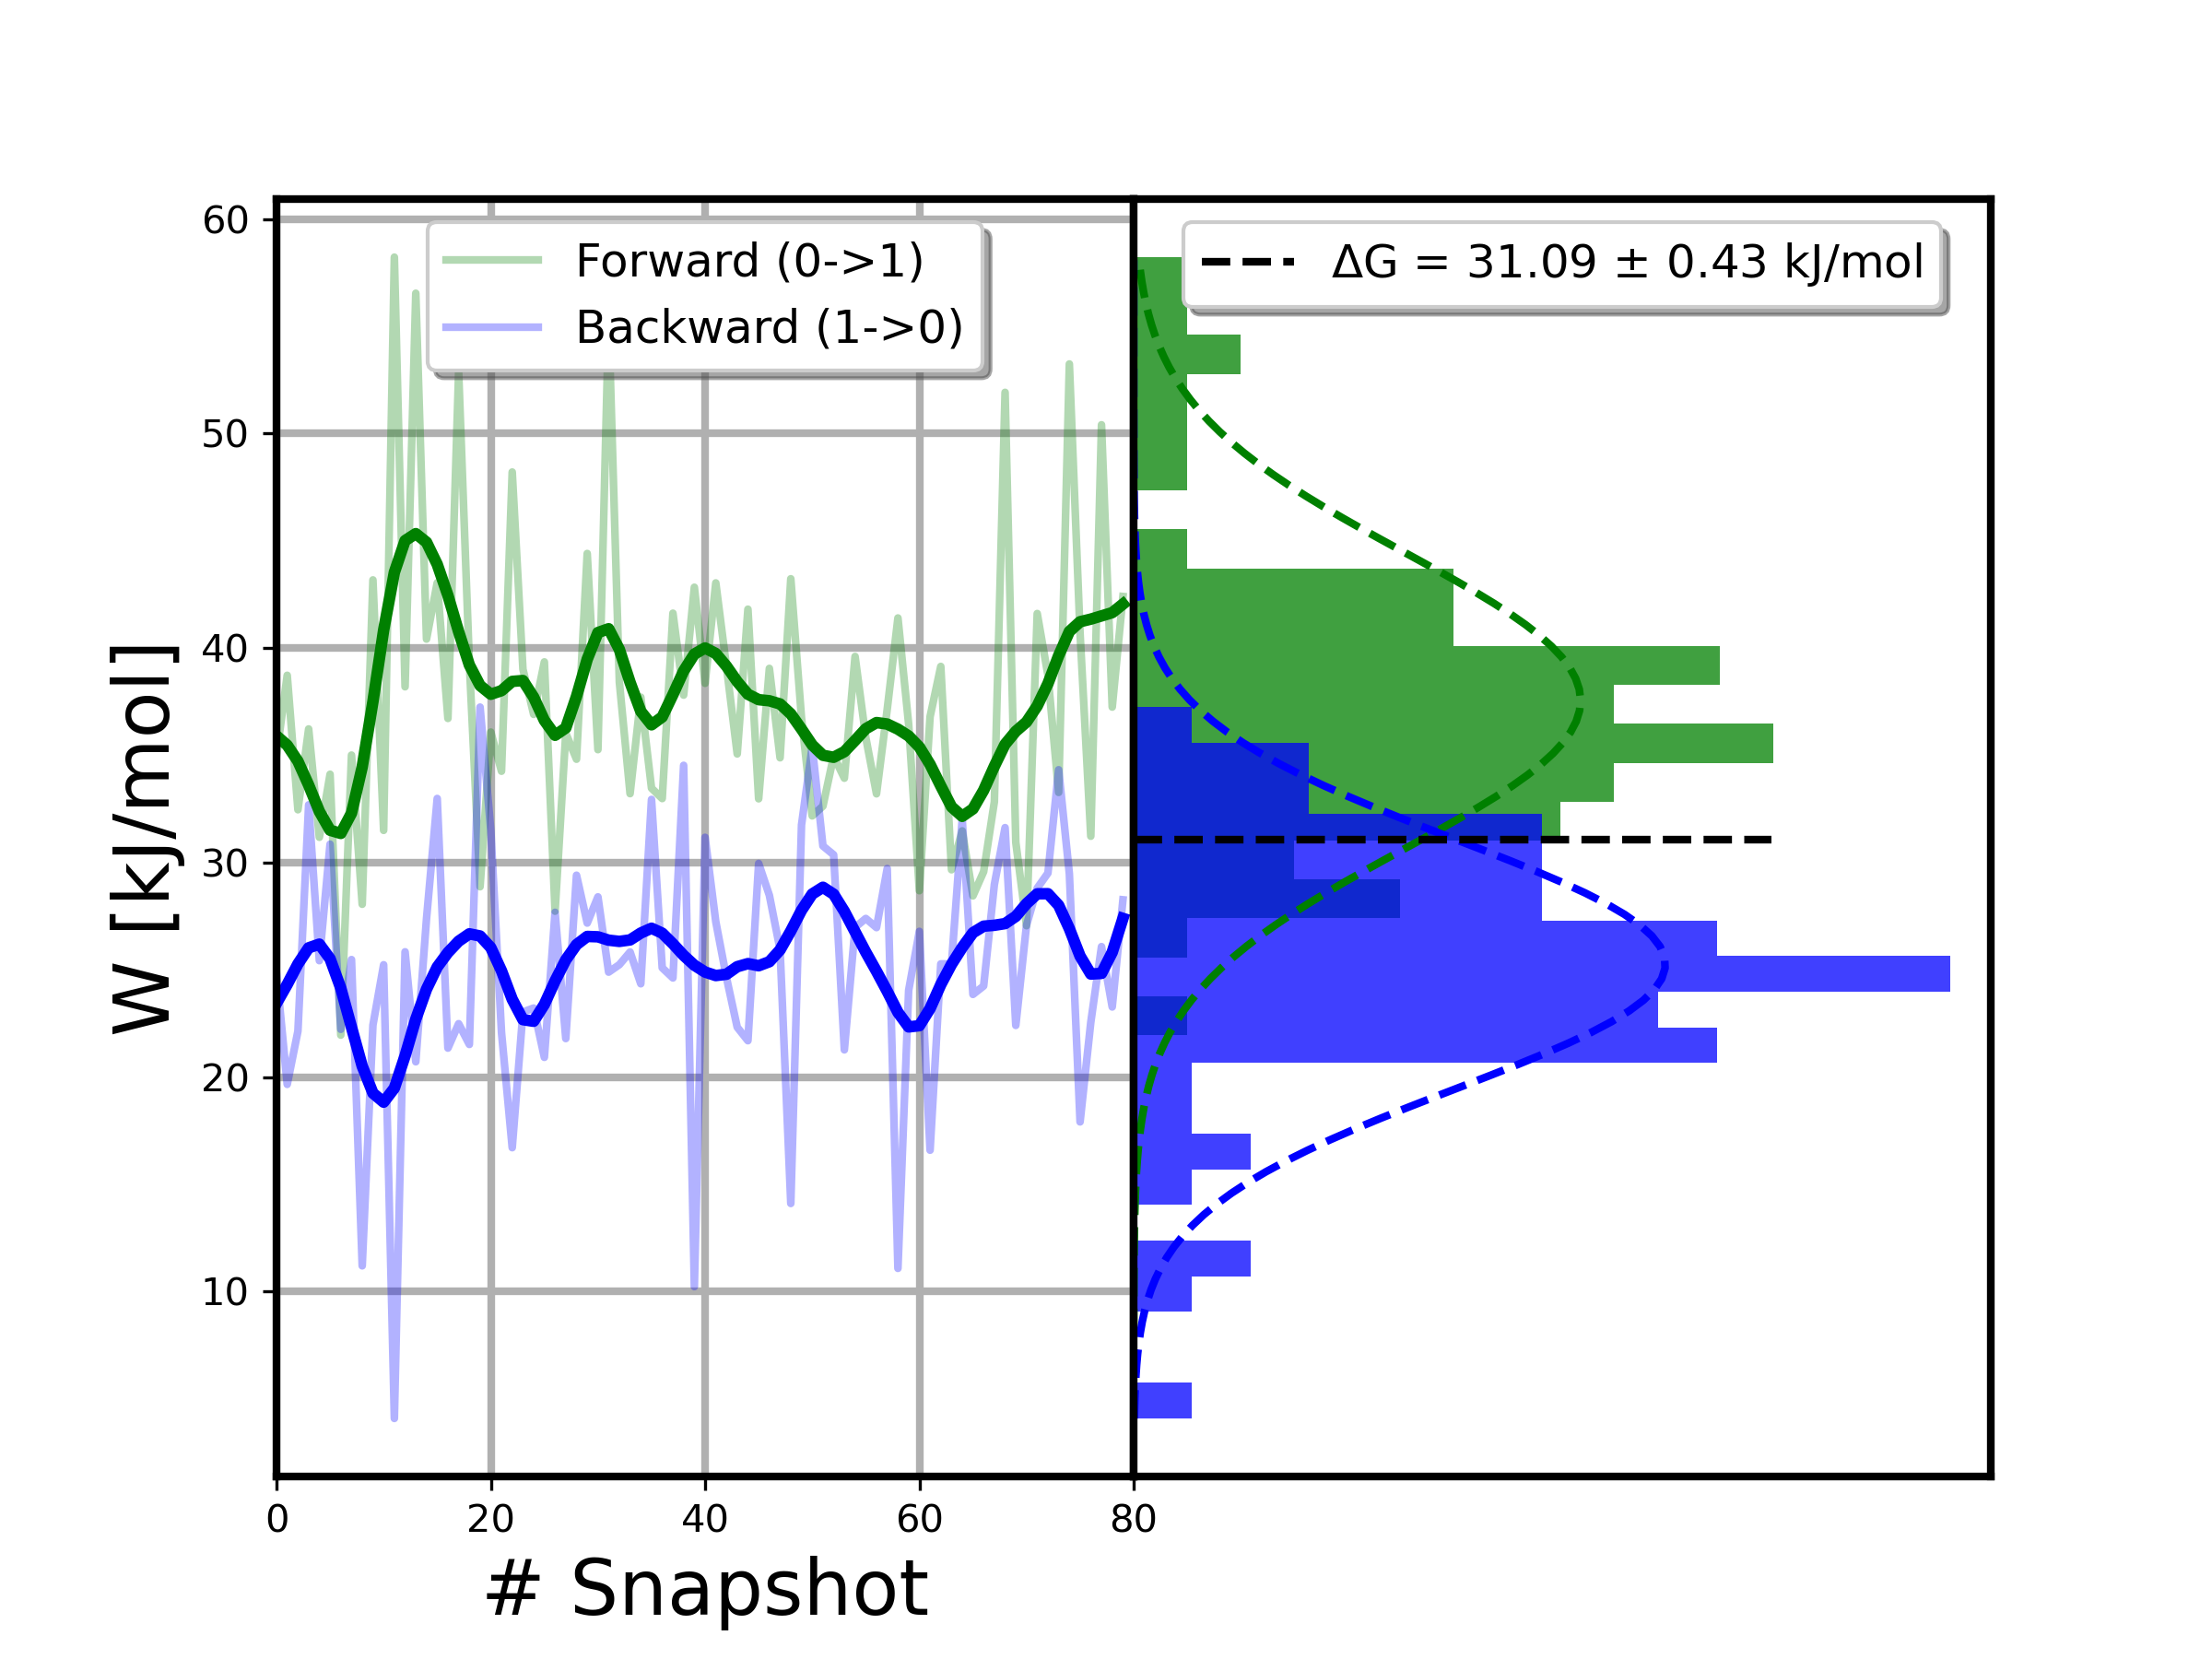 60
50
40
30
20
10
W [kJ/mol]
Forward (0->1)
Backward (1->0)
ΔG = 31.09 ± 0.43 kJ/mol
0 20 40 60 80
# Snapshot